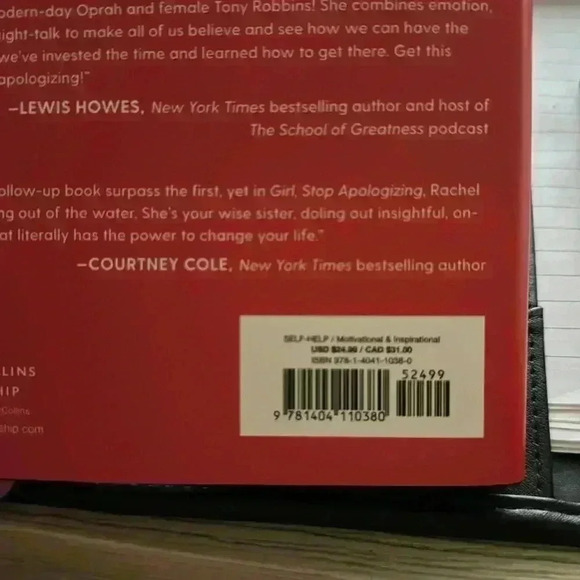 odern-day Oprah and female Tony Robbins! She combines emotion,
ight-talk to make all of us believe and see how we can have the
we've invested the time and learned how to get there. Get this
apologizing!"
—LEWIS HOWES, New York Times bestselling author and host of
The School of Greatness podcast
ollow-up book surpass the first, yet in Girl, Stop Apologizing, Rachel
ng out of the water. She's your wise sister, doling out insightful, on-
at literally has the power to change your life."
—COURTNEY COLE, New York Times bestselling author
SELF-HELP / Motivational & Inspirational
USD $24.99 / CAD $31.00
ISBN 978-1-4041-1038-0
52499
9 781404 110380
LLINS
HIP
Collins
ship.com